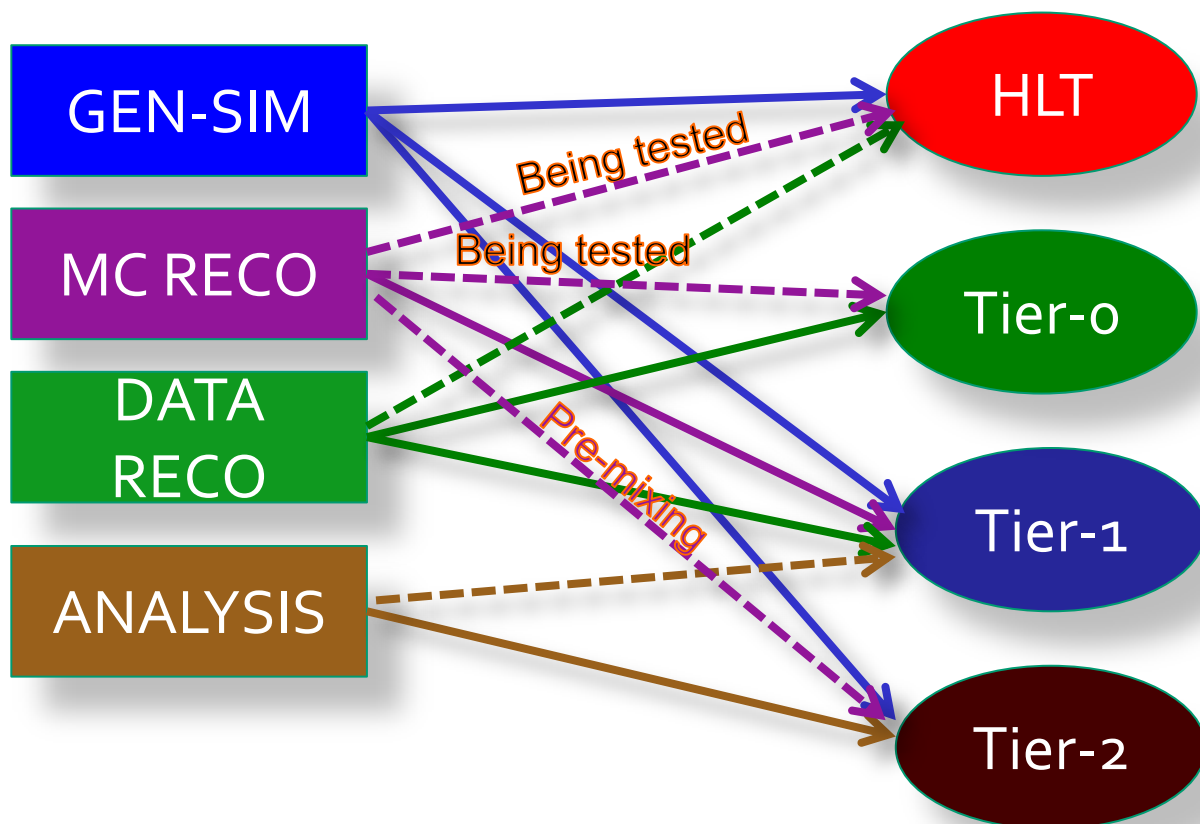 GEN-SIM
HLT
Being tested
MC RECO
Being tested
Tier-0
DATA
RECO
Pre-mixing
Tier-1
ANALYSIS
Tier-2